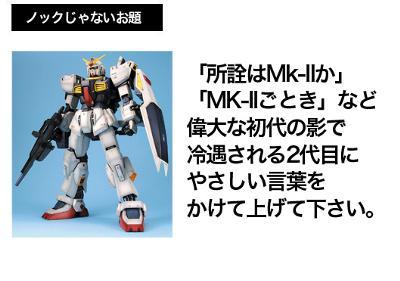 ノックじゃないお題
「所詮はMk-IIか」
「MK-IIごとき」など
偉大な初代の影で
冷遇される2代目に
やさしい言葉を
かけて上げて下さい。